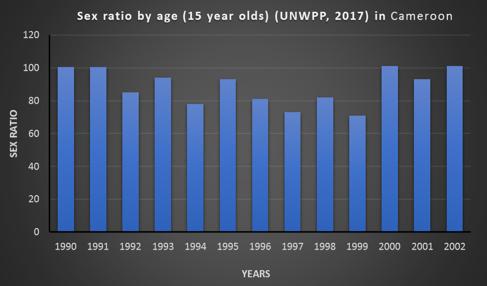 Sex ratio by age (15 year olds) (UNWPP, 2017) in Cameroon
120
100
80
60
40
20
0
SEX RATIO
1990 1991 1992 1993 1994 1995 1996 1997 1998 1999 2000 2001 2002
YEARS